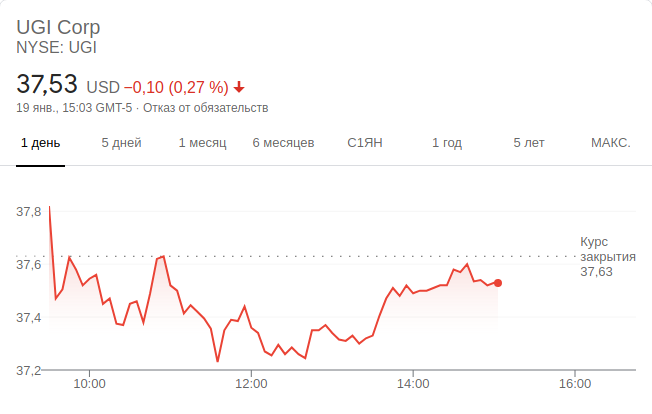 UGI Corp
NYSE: UGI
37,53 USD −0,10 (0,27 %)
19 янв., 15:03 GMT-5 · Отказ от обязательств
1 день 5 дней 1 месяц 6 месяцев С1ЯН 1 год 5 лет МАКС.
37,8
Курс
37,6 закрытия
37,63
37,4
37,2
10:00 12:00 14:00 16:00